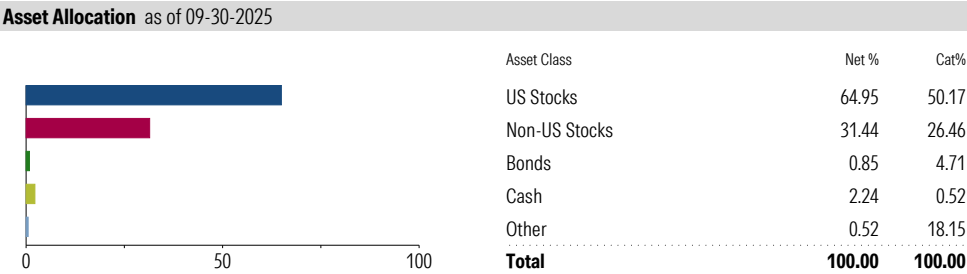 Asset Allocation as of 09-30-2025
Asset Class Net % Cat%
US Stocks 64.95 50.17
Non-US Stocks 31.44 26.46
Bonds 0.85 4.71
Cash 2.24 0.52
Other 0.52 18.15
Total 100.00 100.00
0 50 100